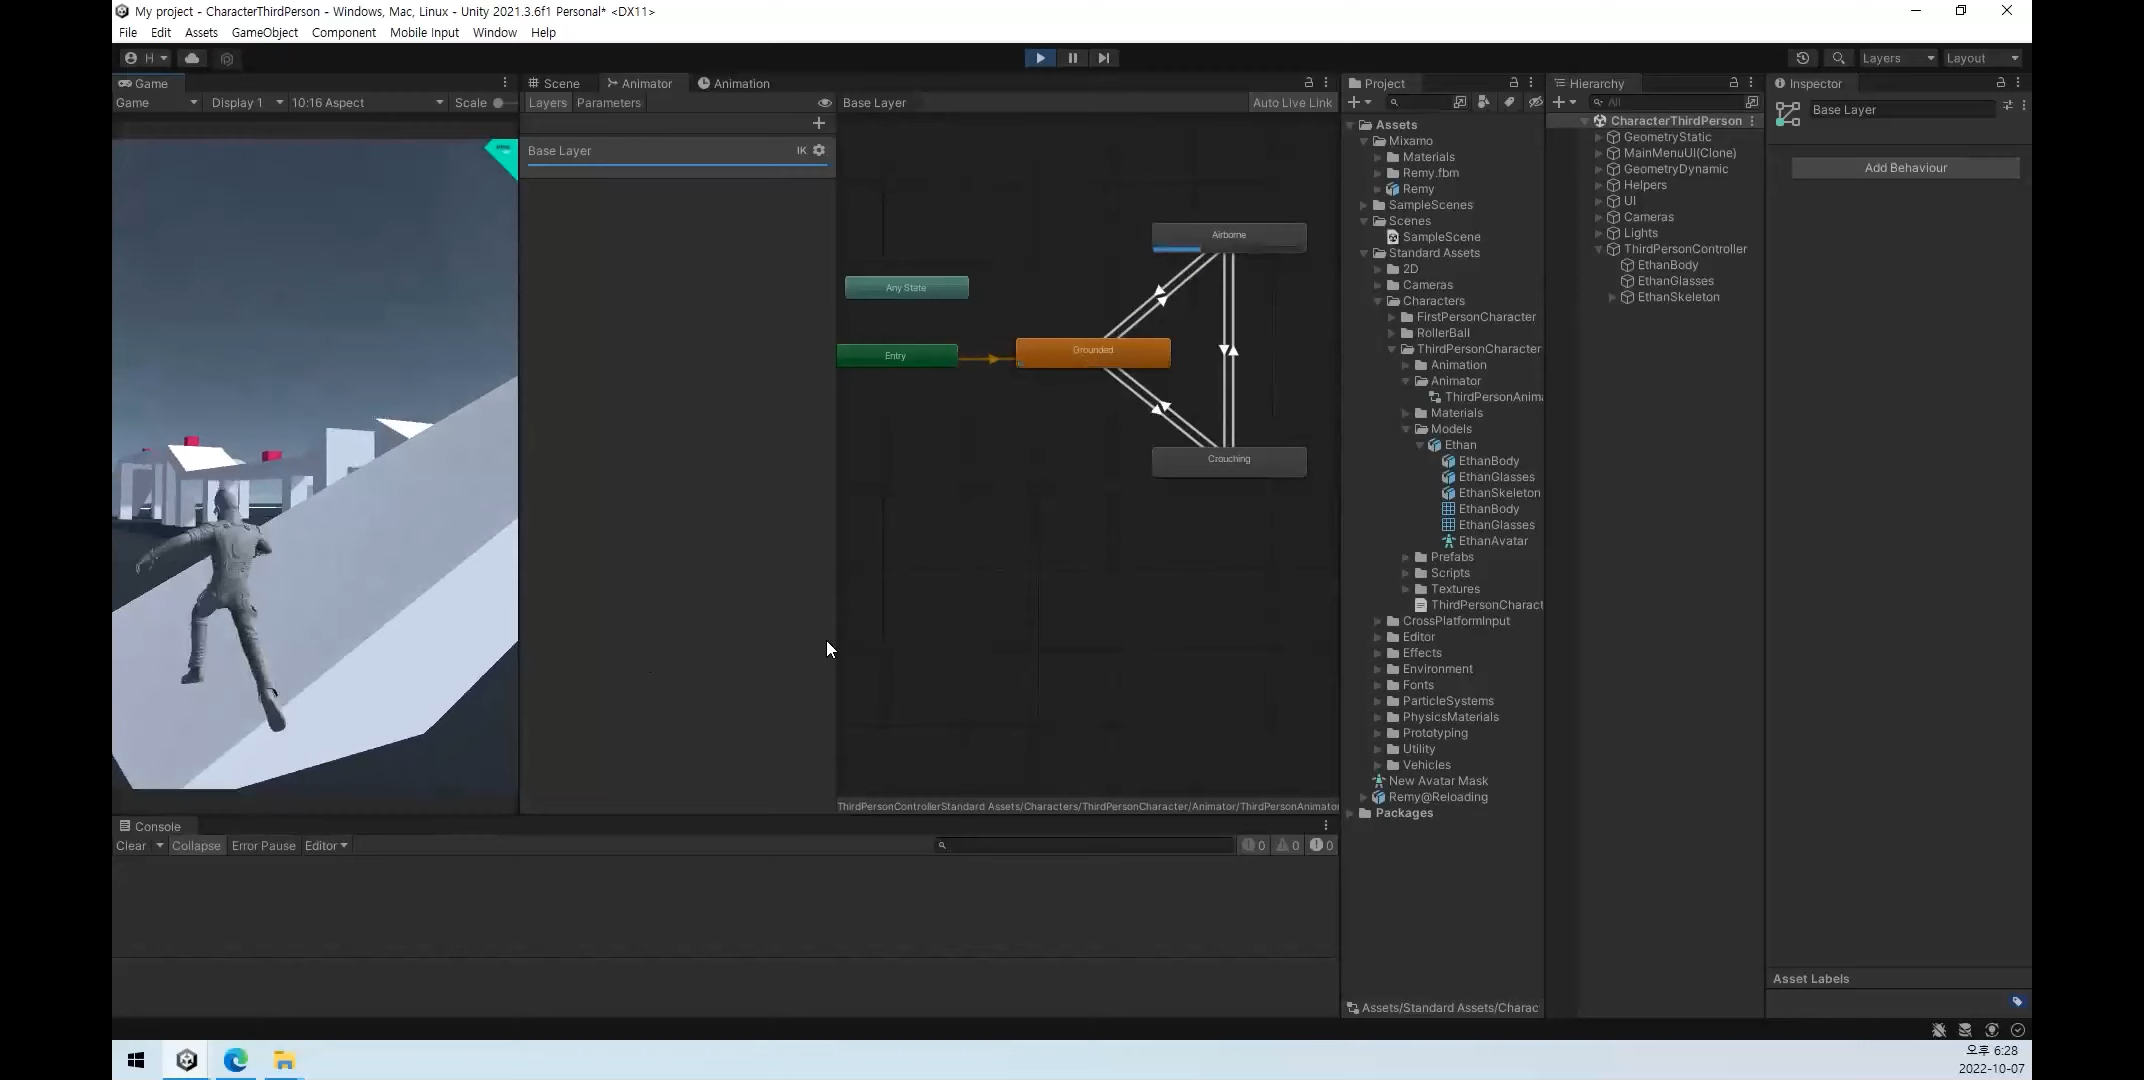 My project - CharacterThirdPerson - Windows, Mac, Linux - Unity 2021.3.6f1 Personal* <DX11>
File Edit Assets GameObject Component Mobile Input Window Help
H
Layers
Layout
Game
Game Display 1 10:16 Aspect Scale
Scene Animator Animation
Layers Parameters
Base Layer
Auto Live Link
Base Layer
IK
Airborne
Any State
Entry
Grounded
Crouching
ThirdPersonControllerStandard Assets/Characters/ThirdPersonCharacter/Animator/ThirdPersonAnimator
Console
Clear Collapse Error Pause Editor
0 0 0
Project
Assets
Mixamo
Materials
Remy.fbm
Remy
SampleScenes
Scenes
SampleScene
Standard Assets
2D
Cameras
Characters
FirstPersonCharacter
RollerBall
ThirdPersonCharacter
Animation
Animator
ThirdPersonAnima
Materials
Models
Ethan
EthanBody
EthanGlasses
EthanSkeleton
EthanBody
EthanGlasses
EthanAvatar
Prefabs
Scripts
Textures
ThirdPersonCharact
CrossPlatformInput
Editor
Effects
Environment
Fonts
ParticleSystems
PhysicsMaterials
Prototyping
Utility
Vehicles
New Avatar Mask
Remy@Reloading
Packages
Assets/Standard Assets/Charac
Hierarchy
All
CharacterThirdPerson
GeometryStatic
MainMenuUI(Clone)
GeometryDynamic
Helpers
UI
Cameras
Lights
ThirdPersonController
EthanBody
EthanGlasses
EthanSkeleton
Inspector
Base Layer
Add Behaviour
Asset Labels
오후 6:28
2022-10-07